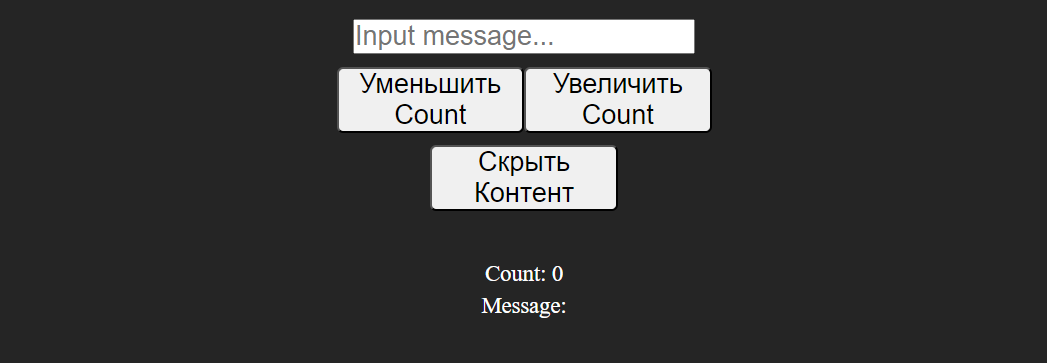 Input message...
Уменьшить Увеличить
Count Count
Скрыть
Контент
Count: 0
Message: